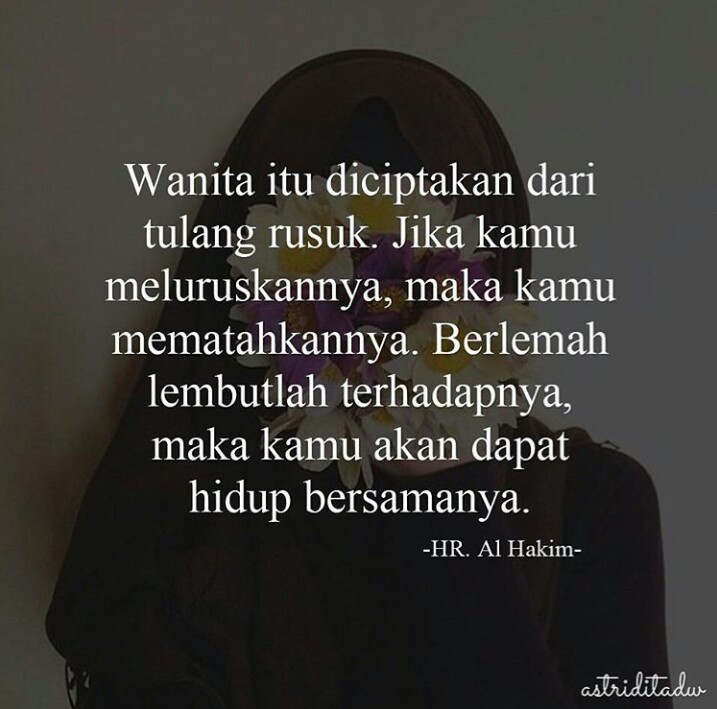 Wanita itu diciptakan dari
tulang rusuk. Jika kamu
meluruskannya, maka kamu
mematahkannya. Berlemah
lembutlah terhadapnya,
maka kamu akan dapat
hidup bersamanya.
-HR. Al Hakim-
astriditadw